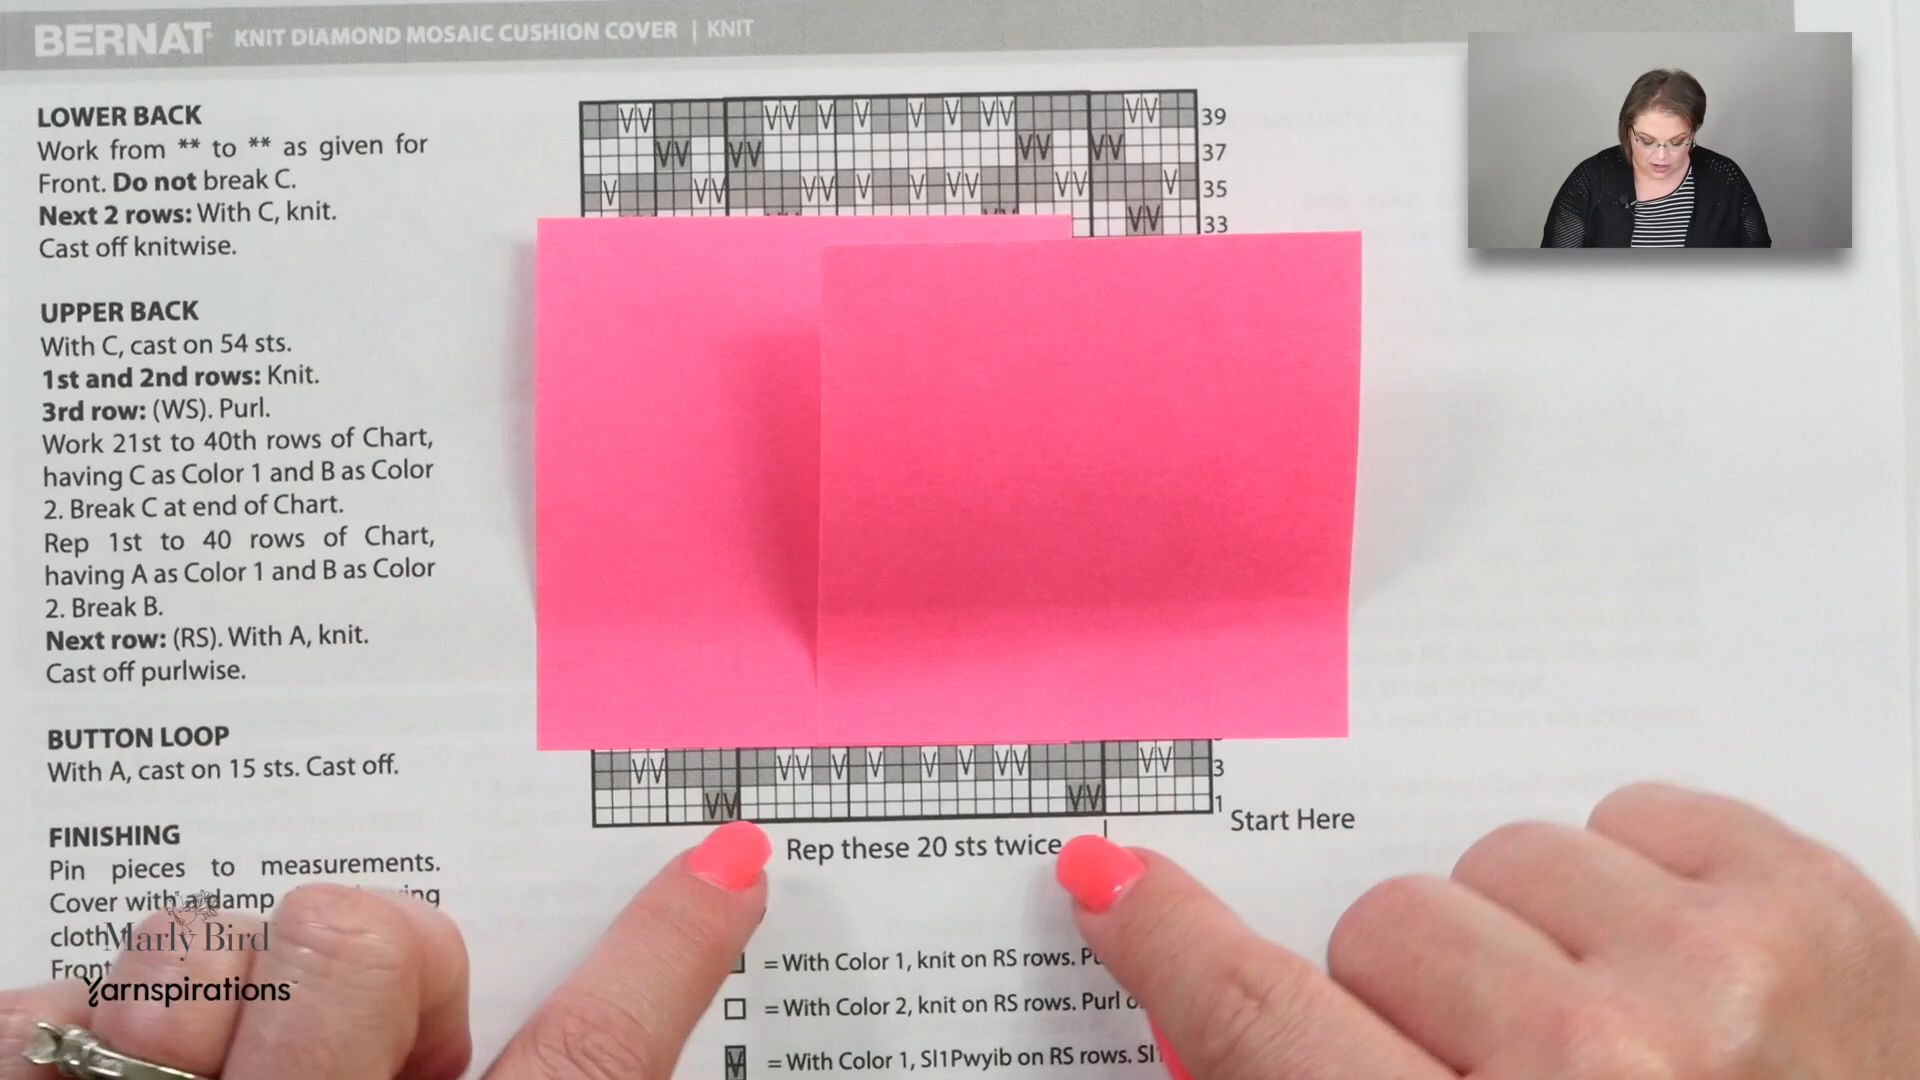 BERNAT KNIT DIAMOND MOSAIC CUSHION COVER | KNIT
LOWER BACK
Work from ** to ** as given for
Front. Do not break C.
Next 2 rows: With C, knit.
Cast off knitwise.
UPPER BACK
With C, cast on 54 sts.
1st and 2nd rows: Knit.
3rd row: (WS). Purl.
Work 21st to 40th rows of Chart,
having C as Color 1 and B as Color
2. Break C at end of Chart.
Rep 1st to 40 rows of Chart,
having A as Color 1 and B as Color
2. Break B.
Next row: (RS). With A, knit.
Cast off purlwise.
BUTTON LOOP
With A, cast on 15 sts. Cast off.
FINISHING
Pin pieces to measurements.
Cover with a damp
cloth
Front
Marly Bird
Yarnspirations
39
37
35
33
3
1
Start Here
Rep these 20 sts twice
= With Color 1, knit on RS rows.
= With Color 2, knit on RS rows. Purl
V = With Color 1, Sl1Pwyib on RS rows.